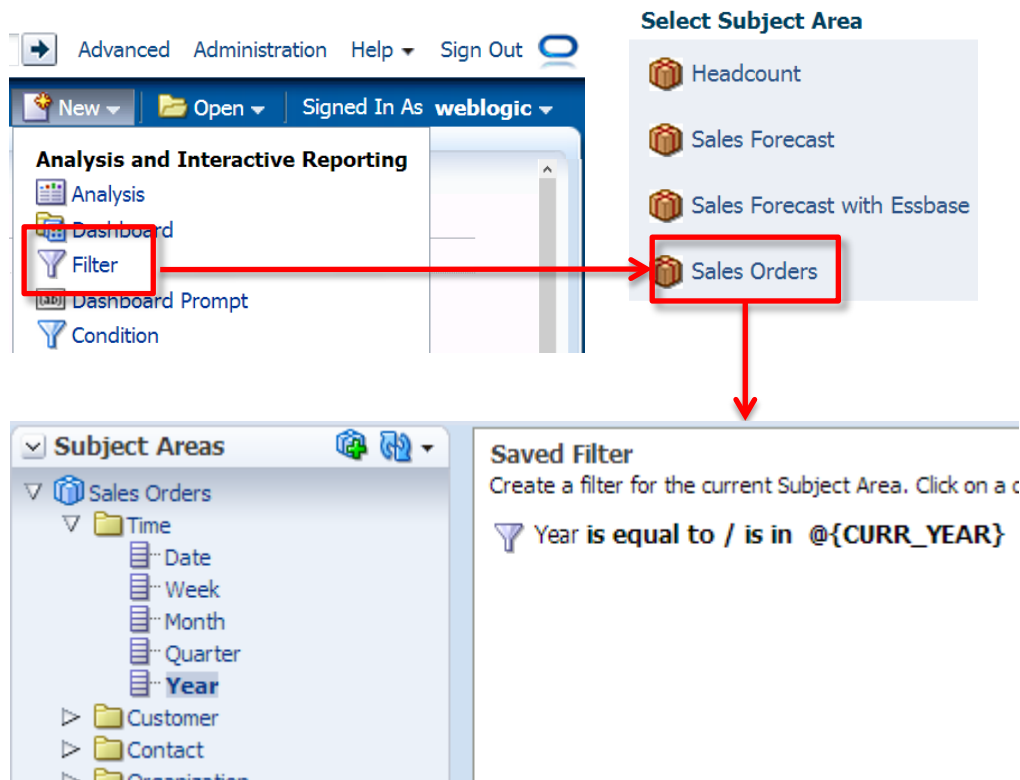 Advanced Administration Help Sign Out
New Open Signed In As weblogic
Analysis and Interactive Reporting
Analysis
Dashboard
Filter
Dashboard Prompt
Condition
Select Subject Area
Headcount
Sales Forecast
Sales Forecast with Essbase
Sales Orders
Subject Areas
Sales Orders
Time
Date
Week
Month
Quarter
Year
Customer
Contact
Organization
Saved Filter
Create a filter for the current Subject Area. Click on a
Year is equal to / is in @{CURR_YEAR}